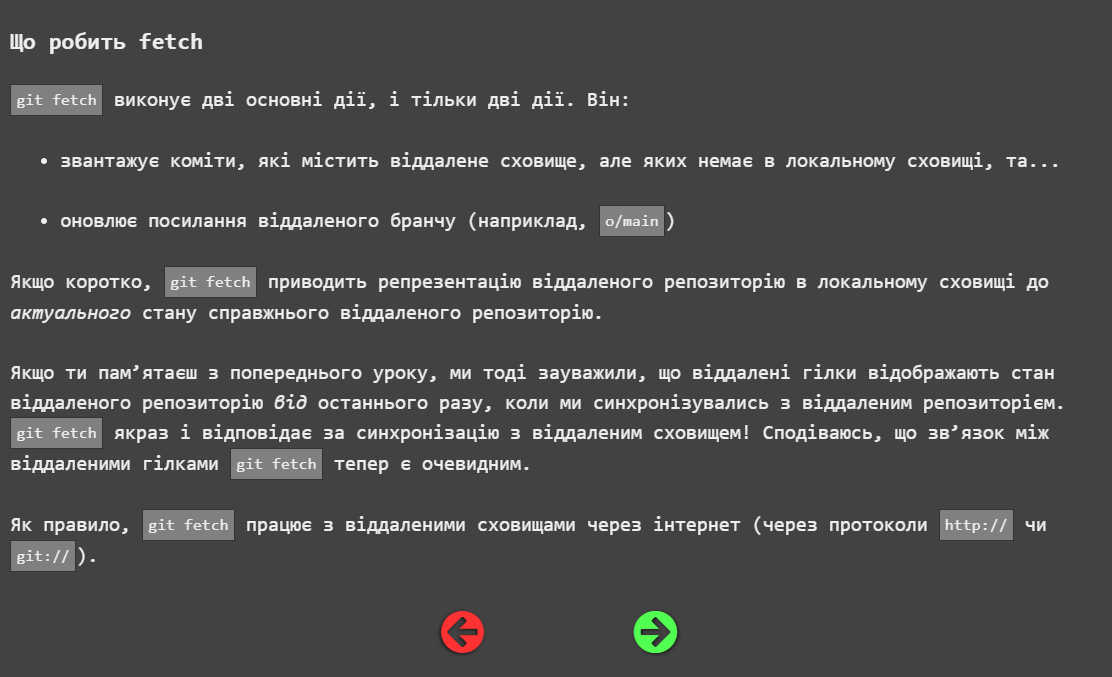 Що робить fetch
git fetch виконує дві основні дії, і тільки дві дії. Він:
• звантажує коміти, які містить віддалене сховище, але яких немає в локальному сховищі, та...
• оновлює посилання віддаленого бранчу (наприклад, o/main)
Якщо коротко, git fetch приводить репрезентацію віддаленого репозиторію в локальному сховищі до
актуального стану справжнього віддаленого репозиторію.
Якщо ти пам’ятаєш з попереднього уроку, ми тоді зауважили, що віддалені гілки відображають стан
віддаленого репозиторію від останнього разу, коли ми синхронізувались з віддаленим репозиторієм.
git fetch якраз і відповідає за синхронізацію з віддаленим сховищем! Сподіваюсь, що зв’язок між
віддаленими гілками git fetch тепер є очевидним.
Як правило, git fetch працює з віддаленими сховищами через інтернет (через протоколи http:// чи
git://).